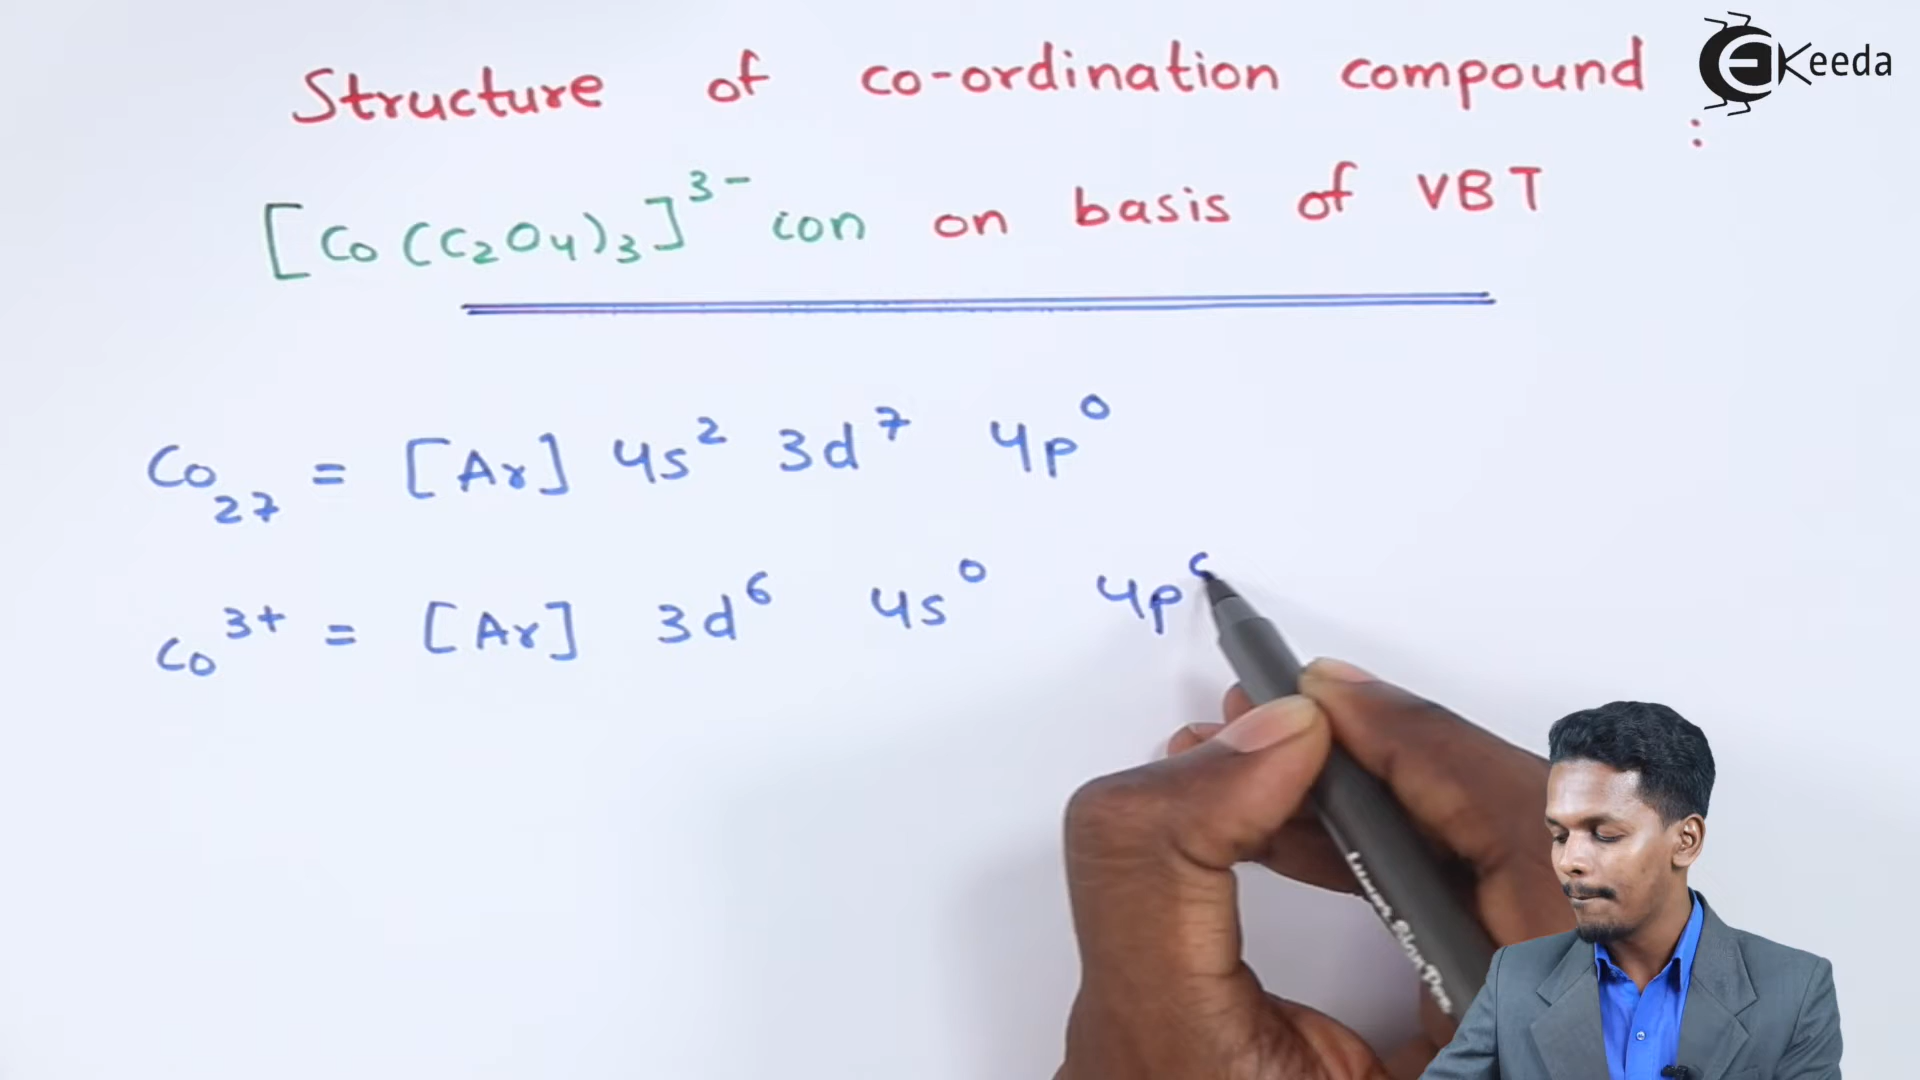 Structure of co-ordination compound :
[Co(C₂O₄)₃]³⁻ ion on basis of VBT
Co₂₇ = [Ar] 4s² 3d⁷ 4p⁰
Co³⁺ = [Ar] 3d⁶ 4s⁰ 4p
EKeeda